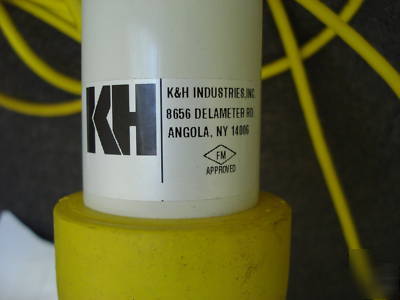 KH
K&H INDUSTRIES, INC.
8656 DELAMETER RD.
ANGOLA, NY 14006
FM
APPROVED